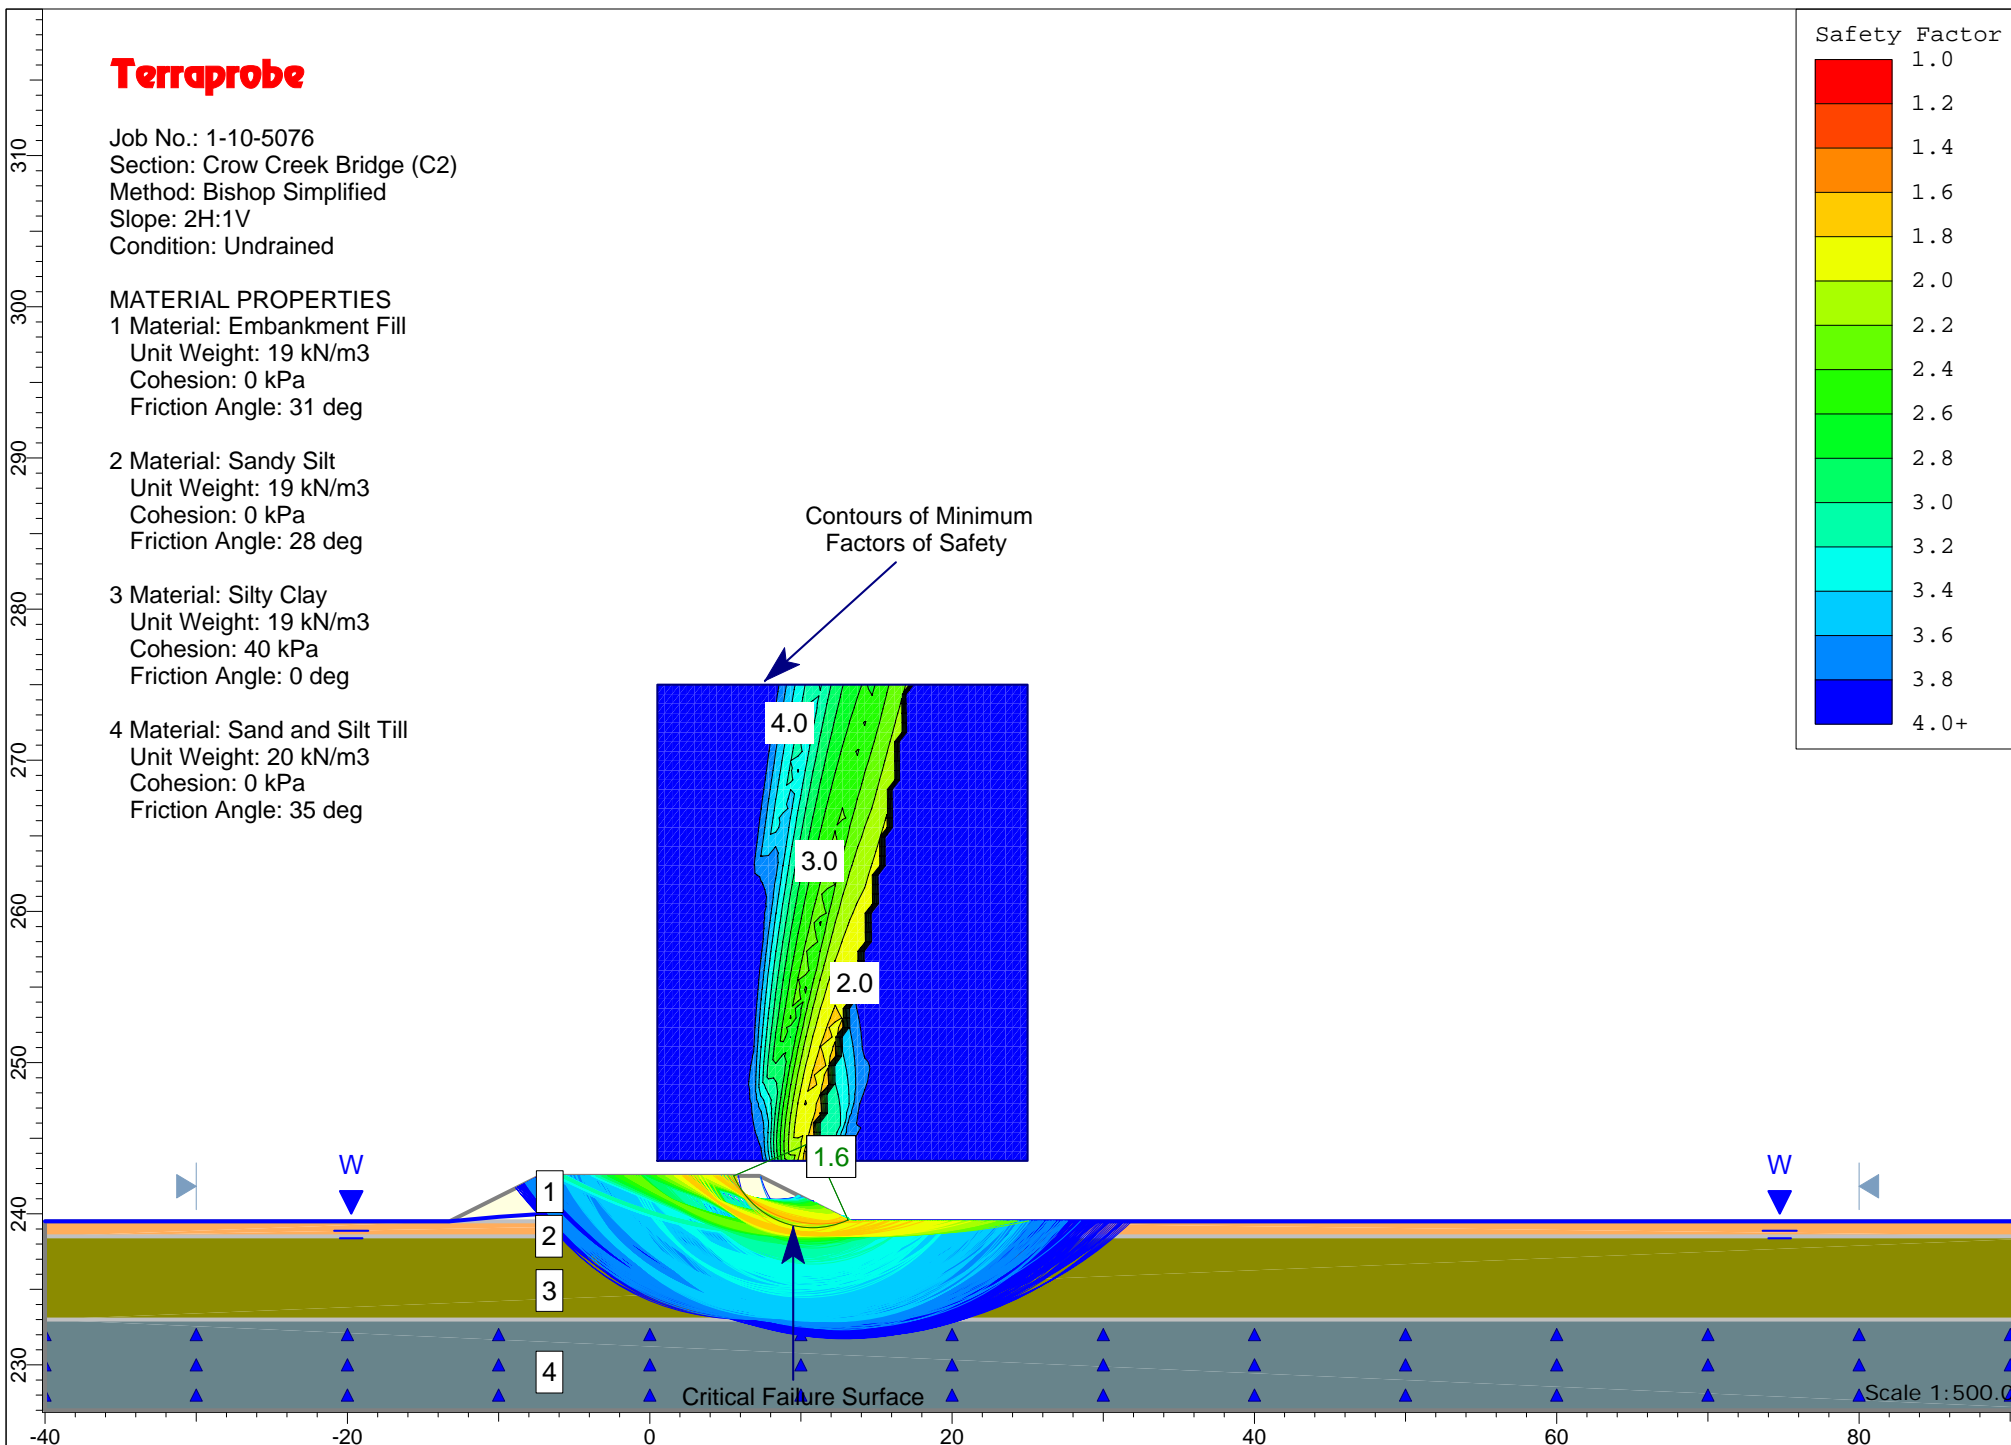 Terraprobe
Job No.: 1-10-5076
Section: Crow Creek Bridge (C2)
Method: Bishop Simplified
Slope: 2H:1V
Condition: Undrained
MATERIAL PROPERTIES
1 Material: Embankment Fill
Unit Weight: 19 kN/m3
Cohesion: 0 kPa
Friction Angle: 31 deg
2 Material: Sandy Silt
Unit Weight: 19 kN/m3
Cohesion: 0 kPa
Friction Angle: 28 deg
3 Material: Silty Clay
Unit Weight: 19 kN/m3
Cohesion: 40 kPa
Friction Angle: 0 deg
4 Material: Sand and Silt Till
Unit Weight: 20 kN/m3
Cohesion: 0 kPa
Friction Angle: 35 deg
Safety Factor
1.0
1.2
1.4
1.6
1.8
2.0
2.2
2.4
2.6
2.8
3.0
3.2
3.4
3.6
3.8
4.0+
Contours of Minimum
Factors of Safety
4.0
3.0
2.0
1.6
W
W
1
2
3
4
Critical Failure Surface
Scale 1:500.0
310
300
290
280
270
260
250
240
230
-40
-20
0
20
40
60
80